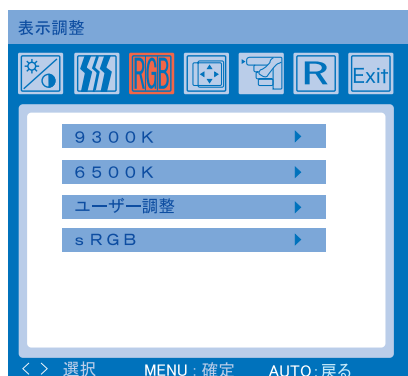 表示調整
RGB R Exit
9300K
6500K
ユーザー調整
sRGB
< > 選択 MENU : 確定 AUTO : 戻る